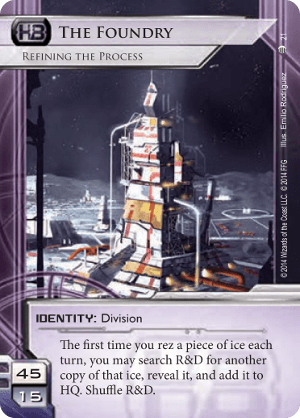 HB
THE FOUNDRY
REFINING THE PROCESS
21
Illus. Emilio Rodriguez
© 2014 Wizards of the Coast LLC. © 2014 FFG
IDENTITY: Division
The first time you rez a piece of ice each
turn, you may search R&D for another
copy of that ice, reveal it, and add it to
HQ. Shuffle R&D.
45
15